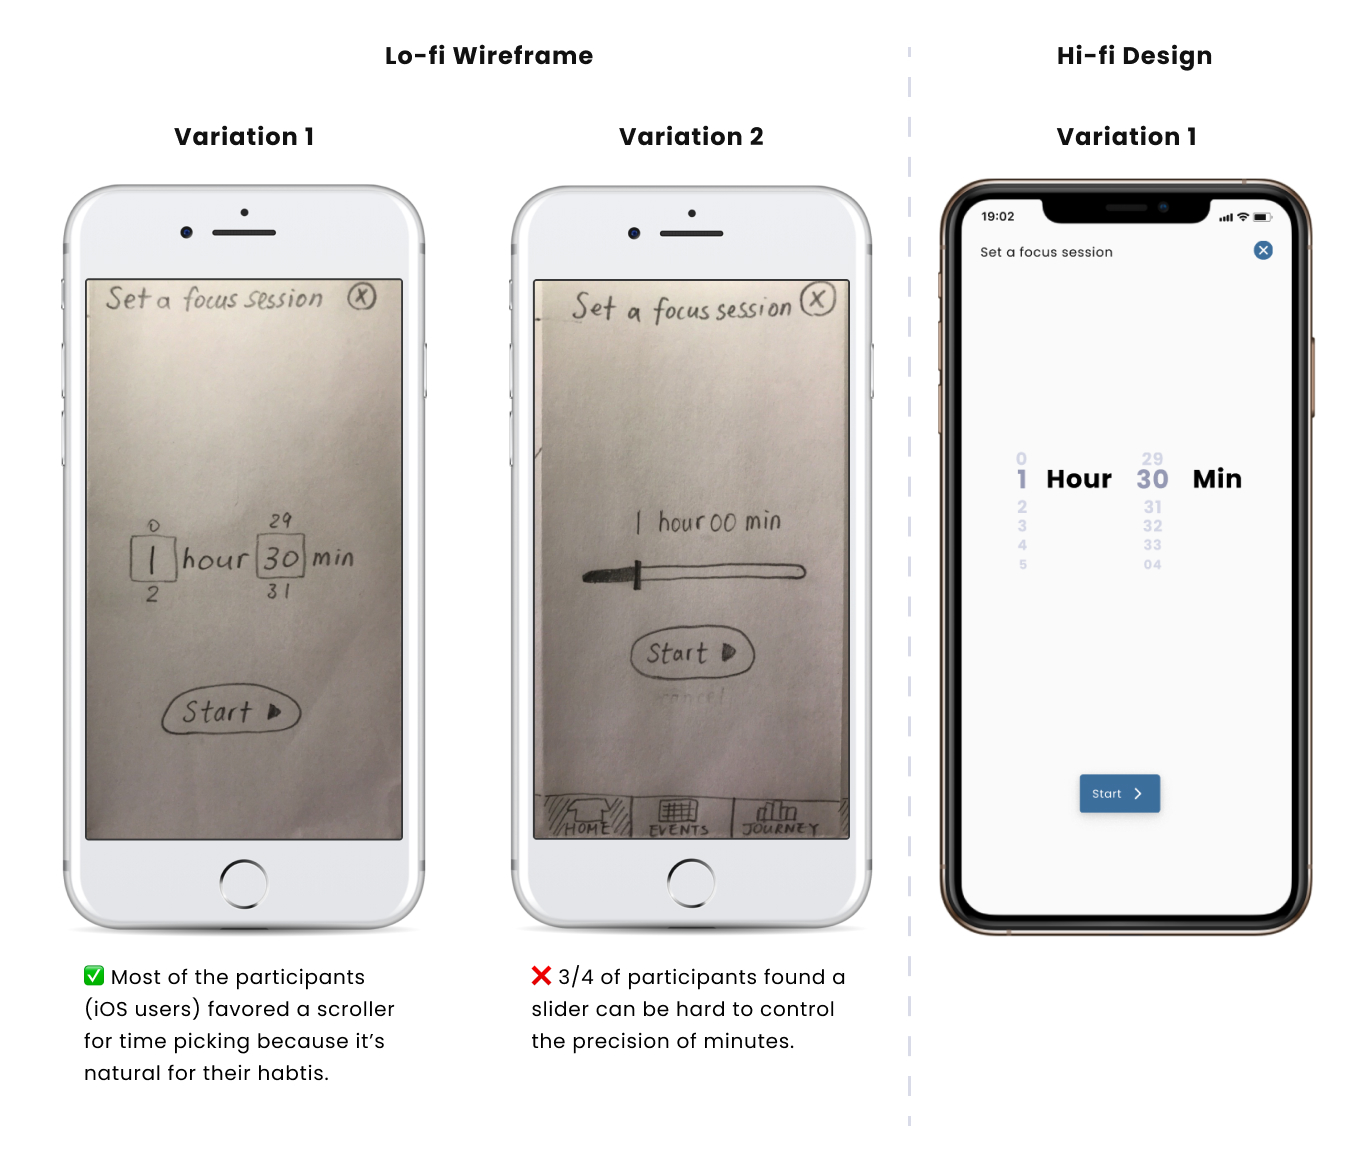 Lo-fi Wireframe
Hi-fi Design
Variation 1
Variation 2
Variation 1
Set a focus session X
0 29
1 hour 30 min
2 31
Start
✅ Most of the participants
(iOS users) favored a scroller
for time picking because it's
natural for their habtis.
Set a focus session X
1 hour 00 min
Start
cancel
HOME EVENTS JOURNEY
❌ 3/4 of participants found a
slider can be hard to control
the precision of minutes.
19:02
Set a focus session
0 29
1 Hour 30 Min
2 31
3 32
4 33
5 04
Start